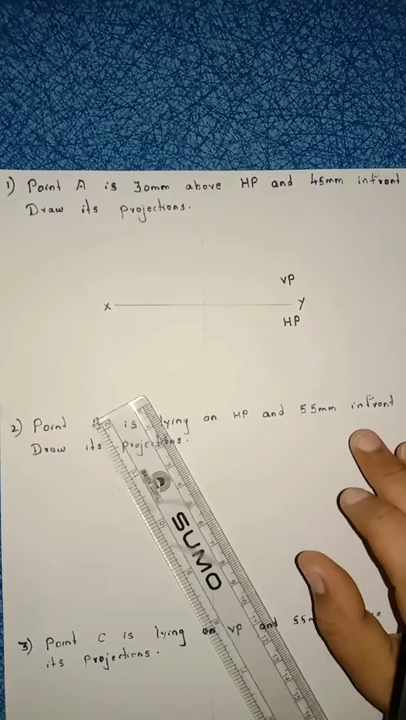 1) Point A is 30mm above HP and 45mm infront
Draw its projections.
VP
X Y
HP
2) Point is lying on HP and 55mm infront
Draw its projections.
SUMO
3) Point C is lying on VP and
its projections.